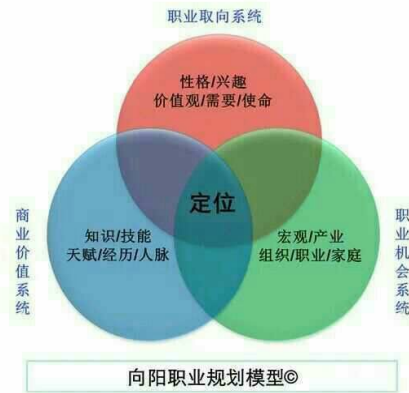 职业取向系统
性格/兴趣
价值观/需要/使命
定位
商业价值系统
知识/技能
天赋/经历/人脉
宏观/产业
组织/职业/家庭
职业机会系统
向阳职业规划模型©